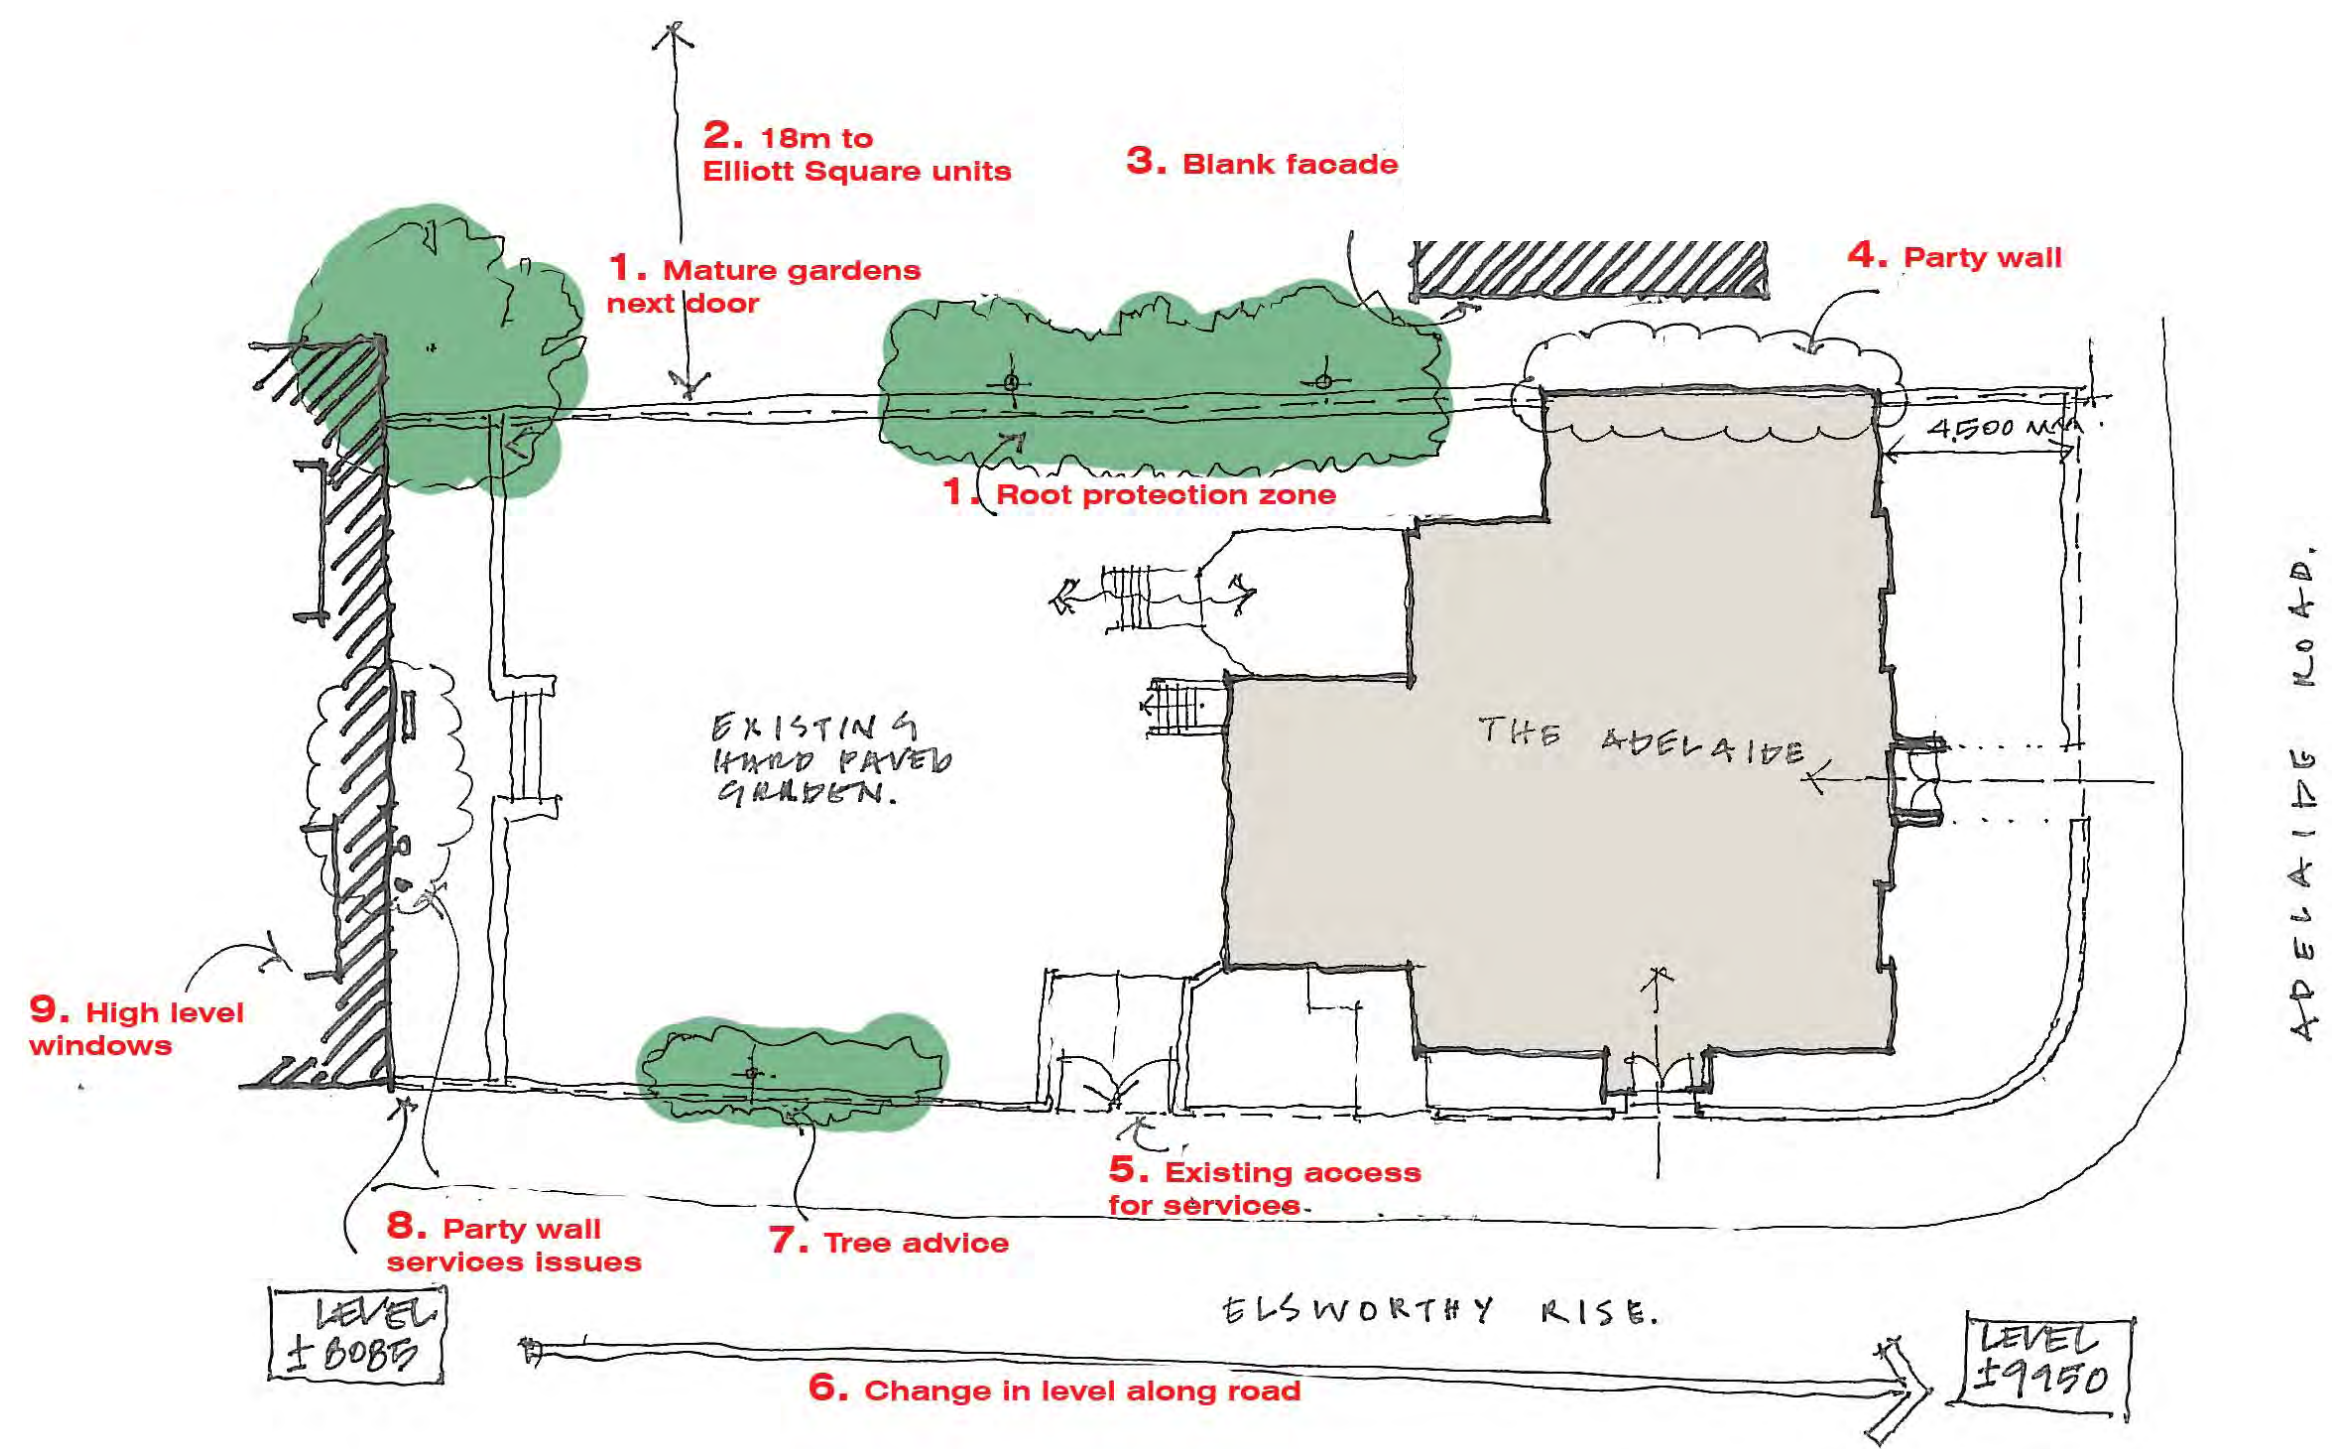 2. 18m to
Elliott Square units
3. Blank facade
1. Mature gardens
next door
4. Party wall
4.500 M
1. Root protection zone
ADELAIDE ROAD.
EXISTING
HARD PAVED
GARDEN.
THE ADELAIDE
9. High level
windows
5. Existing access
for services
8. Party wall
services issues
7. Tree advice
LEVEL
±8085
ELSWORTHY RISE.
LEVEL
±9950
6. Change in level along road